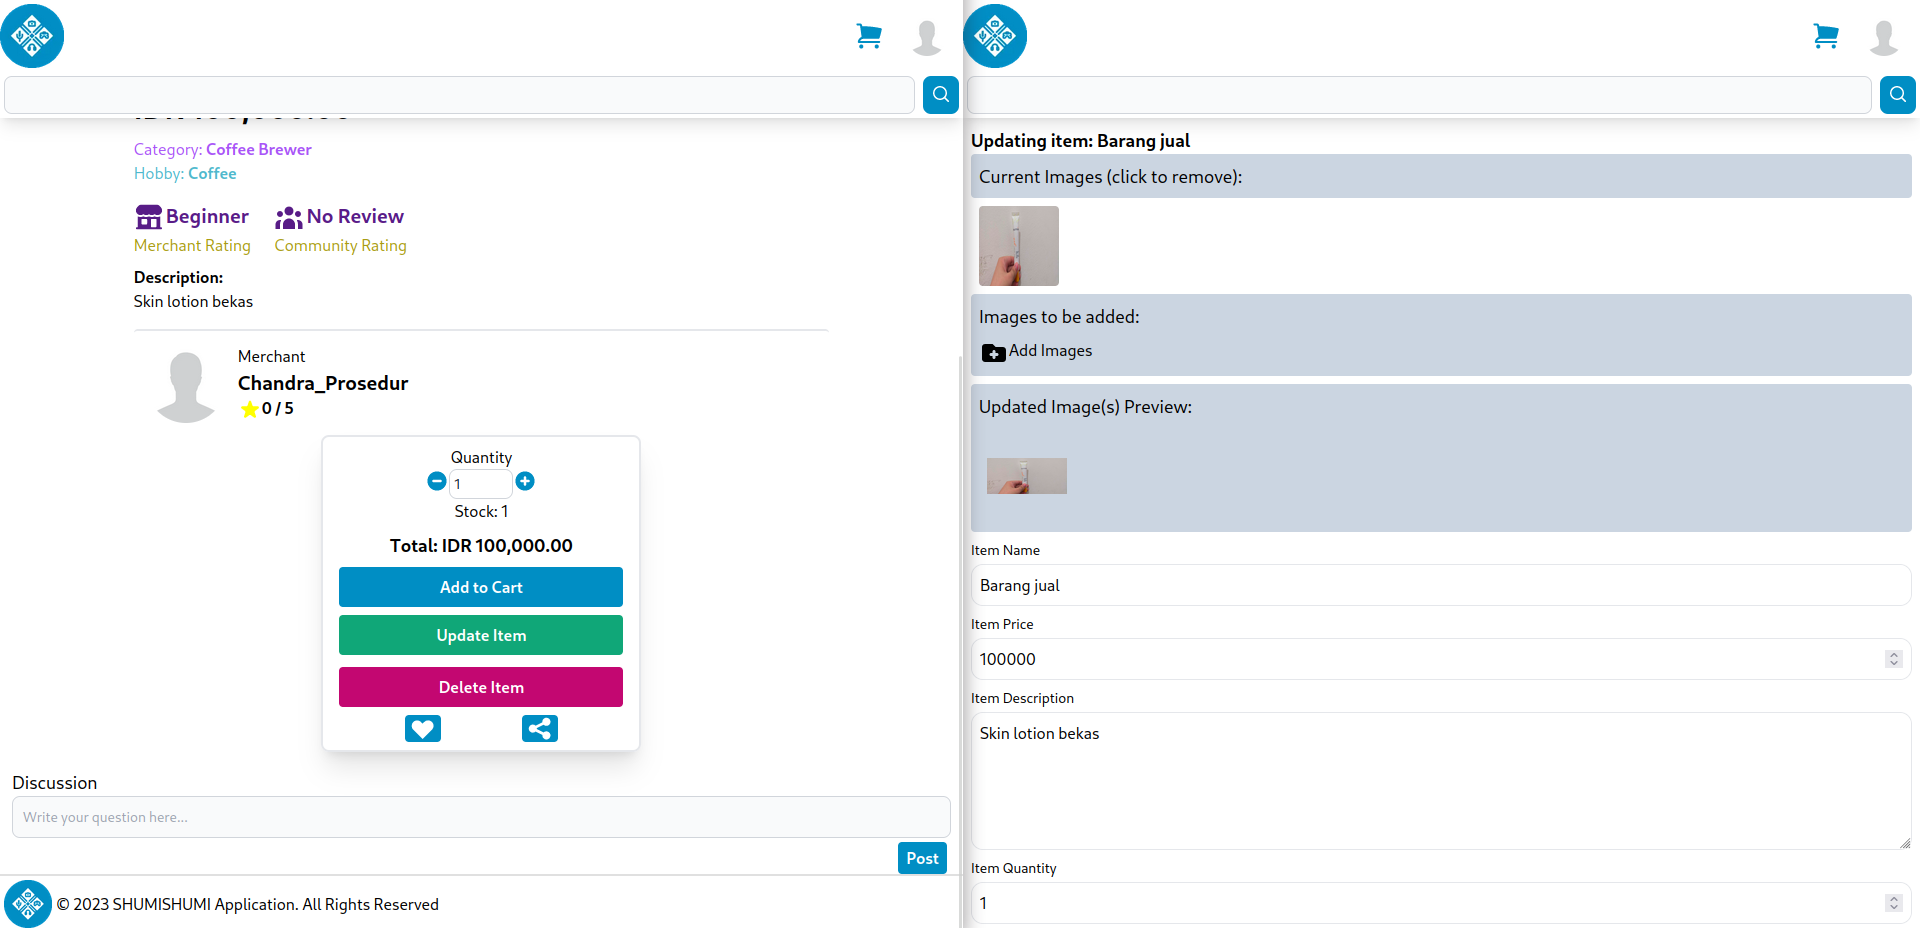 Category: Coffee Brewer
Hobby: Coffee
Beginner
Merchant Rating
No Review
Community Rating
Description:
Skin lotion bekas
Merchant
Chandra_Prosedur
0 / 5
Quantity
1
Stock: 1
Total: IDR 100,000.00
Add to Cart
Update Item
Delete Item
Discussion
Write your question here...
Post
© 2023 SHUMISHUMI Application. All Rights Reserved
Updating item: Barang jual
Current Images (click to remove):
Images to be added:
Add Images
Updated Image(s) Preview:
Item Name
Barang jual
Item Price
100000
Item Description
Skin lotion bekas
Item Quantity
1